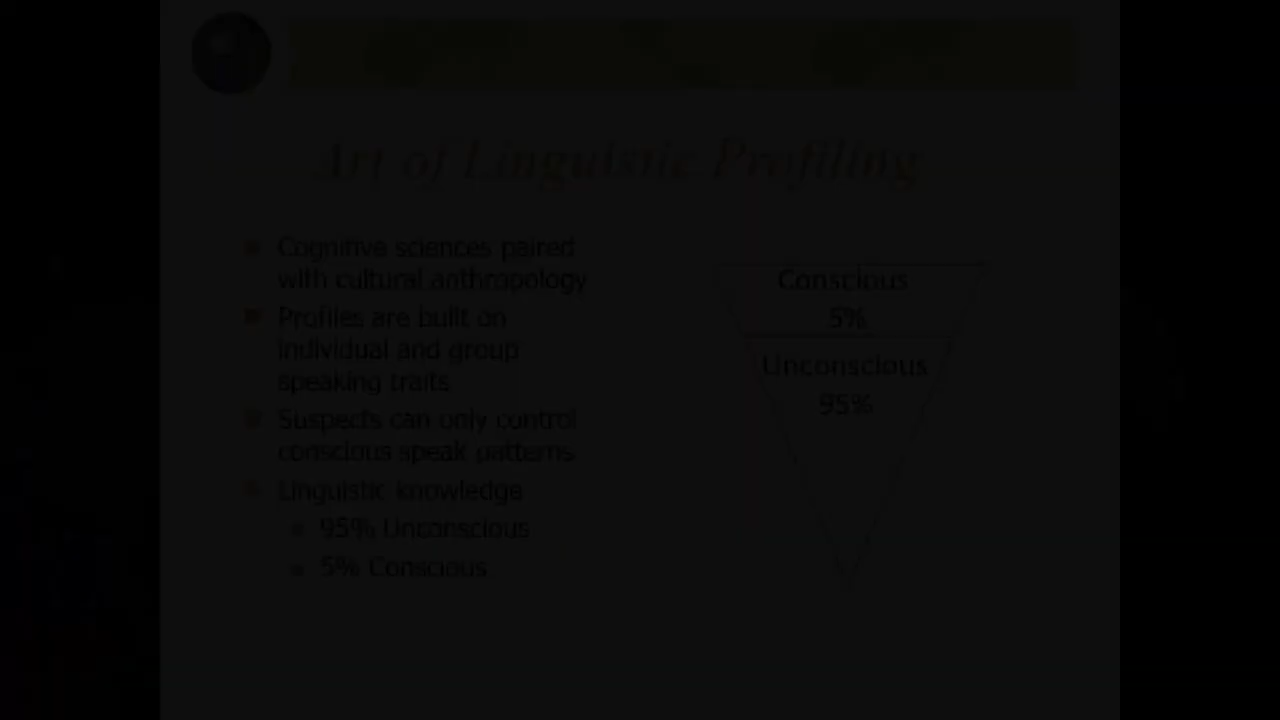 Art of Linguistic Profiling
Cognitive sciences paired
with cultural anthropology
Profiles are built on
individual and group
speaking traits
Suspects can only control
conscious speak patterns
Linguistic knowledge
95% Unconscious
5% Conscious
Conscious
5%
Unconscious
95%